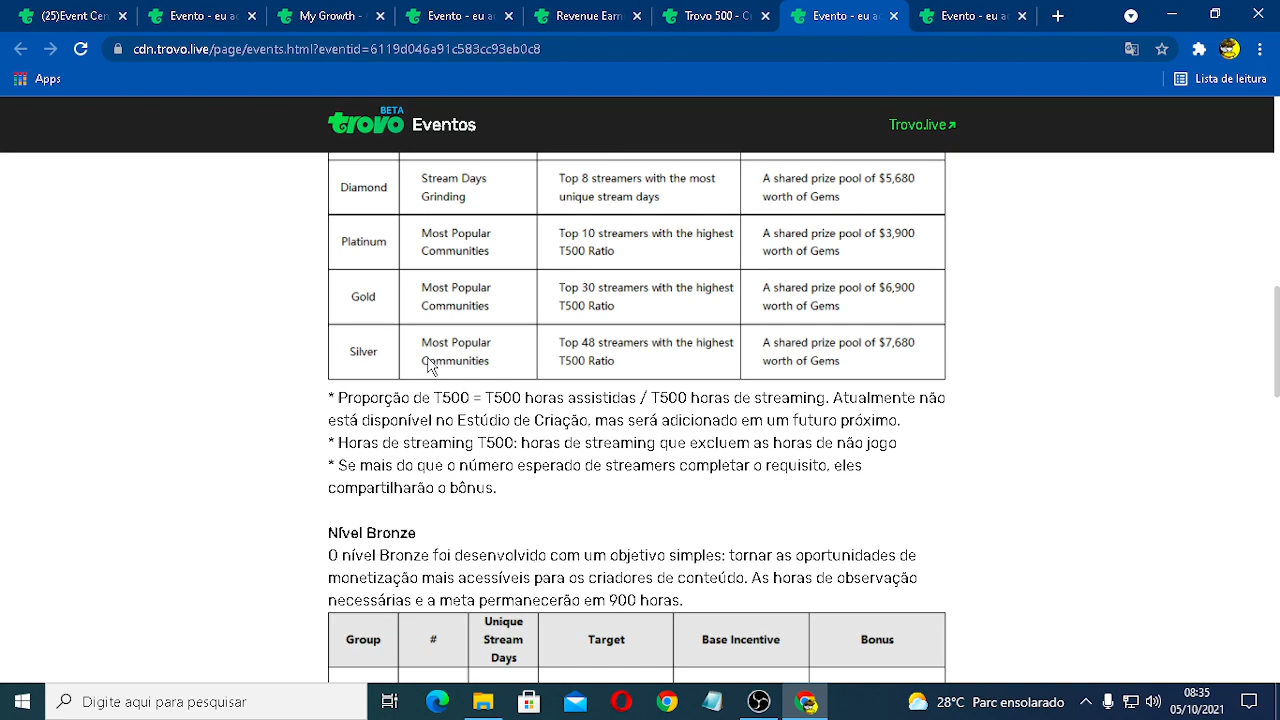 (25) Event Cen
Evento - eu ac
My Growth -
Evento - eu ac
Revenue Earn
Trovo 500 - C
Evento - eu ac
Evento - eu ac
cdn.trovo.live/page/events.html?eventid=6119d046a91c583cc93eb0c8
Apps
Lista de leitura
trovo BETA Eventos
Trovo.live
Diamond
Stream Days
Grinding
Top 8 streamers with the most
unique stream days
A shared prize pool of $5,680
worth of Gems
Platinum
Most Popular
Communities
Top 10 streamers with the highest
T500 Ratio
A shared prize pool of $3,900
worth of Gems
Gold
Most Popular
Communities
Top 30 streamers with the highest
T500 Ratio
A shared prize pool of $6,900
worth of Gems
Silver
Most Popular
Communities
Top 48 streamers with the highest
T500 Ratio
A shared prize pool of $7,680
worth of Gems
* Proporção de T500 = T500 horas assistidas / T500 horas de streaming. Atualmente não
está disponível no Estúdio de Criação, mas será adicionado em um futuro próximo.
* Horas de streaming T500: horas de streaming que excluem as horas de não jogo
* Se mais do que o número esperado de streamers completar o requisito, eles
compartilharão o bônus.
Nível Bronze
O nível Bronze foi desenvolvido com um objetivo simples: tornar as oportunidades de
monetização mais acessíveis para os criadores de conteúdo. As horas de observação
necessárias e a meta permanecerão em 900 horas.
Group
#
Unique
Stream
Days
Target
Base Incentive
Bonus
Digite aqui para pesquisar
28°C Parc ensolarado
08:35
05/10/2021